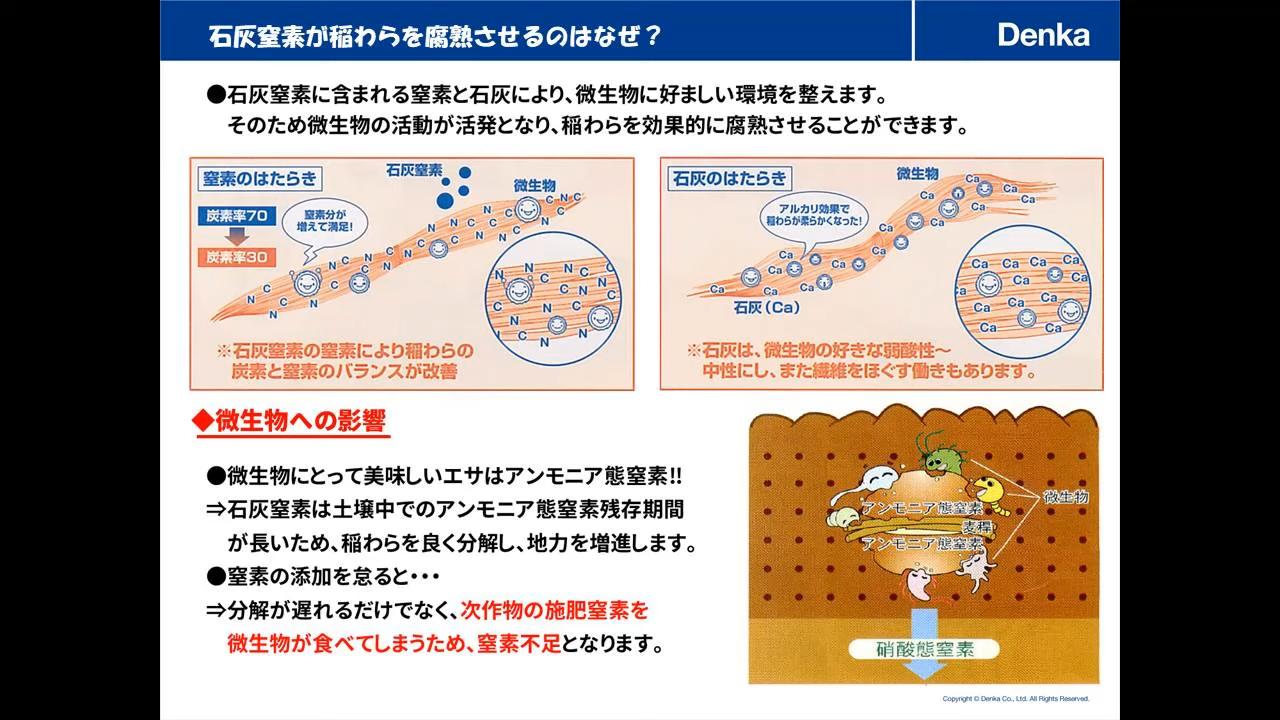 石灰窒素が稲わらを腐熟させるのはなぜ？
Denka
●石灰窒素に含まれる窒素と石灰により、微生物に好ましい環境を整えます。
そのため微生物の活動が活発となり、稲わらを効果的に腐熟させることができます。
窒素のはたらき
石灰窒素
微生物
炭素率70
炭素率30
窒素分が
増えて満足!
N C N C N C N C N C N C N C N C N C
※石灰窒素の窒素により稲わらの
炭素と窒素のバランスが改善
石灰のはたらき
微生物
アルカリ効果で
稲わらが柔らかくなった!
Ca Ca Ca Ca Ca Ca Ca Ca Ca
石灰(Ca)
※石灰は、微生物の好きな弱酸性〜
中性にし、また繊維をほぐす働きもあります。
◆微生物への影響
●微生物にとって美味しいエサはアンモニア態窒素!!
⇒石灰窒素は土壌中でのアンモニア態窒素残存期間
が長いため、稲わらを良く分解し、地力を増進します。
●窒素の添加を怠ると・・・
⇒分解が遅れるだけでなく、次作物の施肥窒素を
微生物が食べてしまうため、窒素不足となります。
微生物
アンモニア態窒素
麦稈
アンモニア態窒素
硝酸態窒素
Copyright © Denka Co., Ltd. All Rights Reserved.